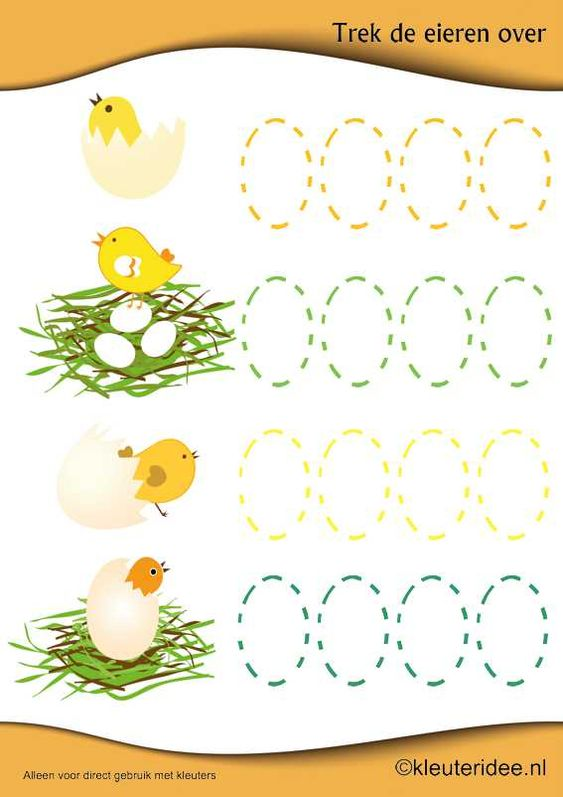 Trek de eieren over
Alleen voor direct gebruik met kleuters
©kleuteridee.nl